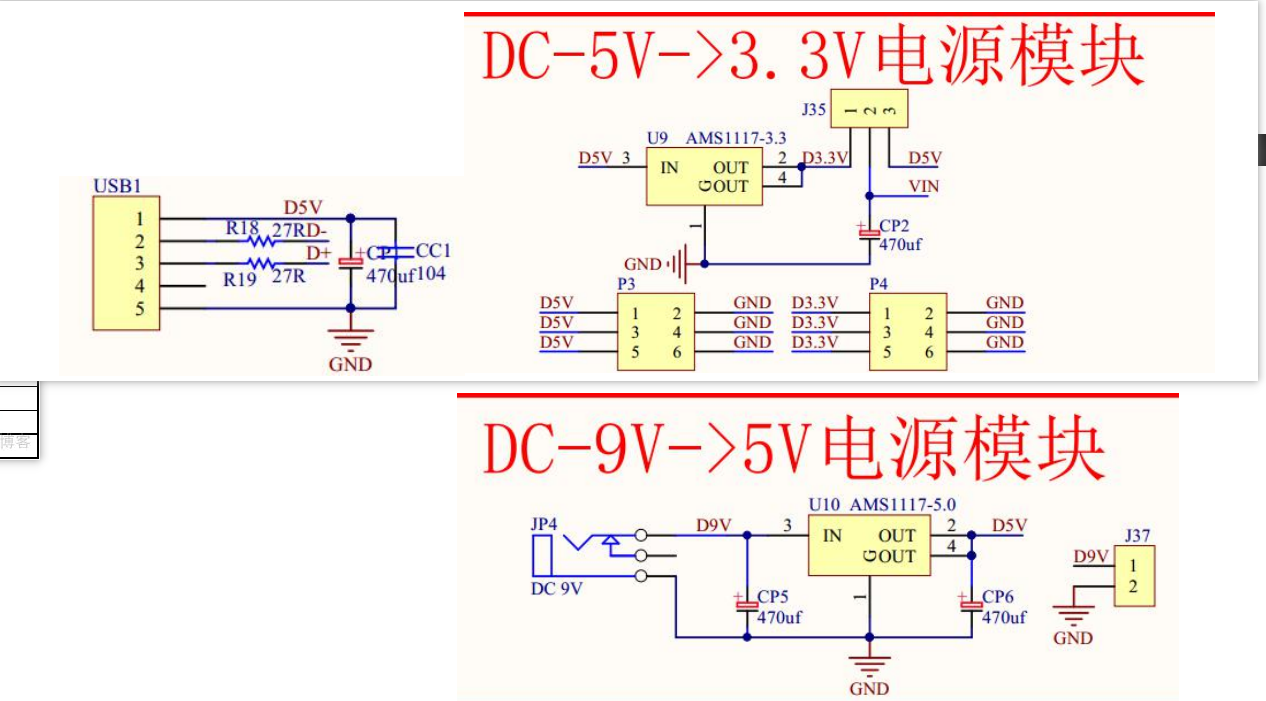 DC-5V->3.3V电源模块
J35
1 2 3
U9 AMS1117-3.3
D5V 3 IN OUT 2 D3.3V D5V
G OUT 4
VIN
1
CP2
470uf
GND
USB1
1 D5V
2 R18 27R D-
3 D+ CC1
R19 27R 470uf 104
4
5
GND
P3
D5V 1 2 GND
D5V 3 4 GND
D5V 5 6 GND
P4
D3.3V 1 2 GND
D3.3V 3 4 GND
D3.3V 5 6 GND
博客
DC-9V->5V电源模块
U10 AMS1117-5.0
JP4 D9V 3 IN OUT 2 D5V
G OUT 4
DC 9V
1
CP5
470uf
CP6
470uf
GND
J37
D9V 1
2
GND